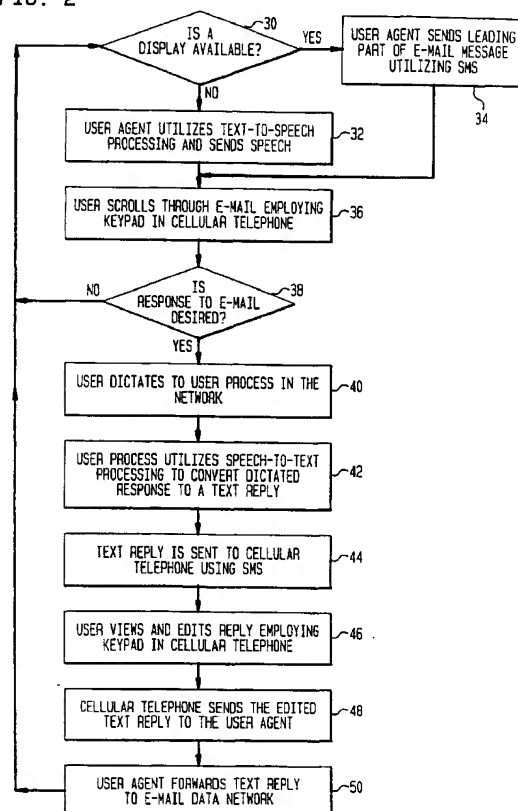 FIG. 2
IS A
DISPLAY AVAILABLE?
30
YES
USER AGENT SENDS LEADING
PART OF E-MAIL MESSAGE
UTILIZING SMS
34
NO
USER AGENT UTILIZES TEXT-TO-SPEECH
PROCESSING AND SENDS SPEECH
32
USER SCROLLS THROUGH E-MAIL EMPLOYING
KEYPAD IN CELLULAR TELEPHONE
36
NO
IS
RESPONSE TO E-MAIL
DESIRED?
38
YES
USER DICTATES TO USER PROCESS IN THE
NETWORK
40
USER PROCESS UTILIZES SPEECH-TO-TEXT
PROCESSING TO CONVERT DICTATED
RESPONSE TO A TEXT REPLY
42
TEXT REPLY IS SENT TO CELLULAR
TELEPHONE USING SMS
44
USER VIEWS AND EDITS REPLY EMPLOYING
KEYPAD IN CELLULAR TELEPHONE
46
CELLULAR TELEPHONE SENDS THE EDITED
TEXT REPLY TO THE USER AGENT
48
USER AGENT FORWARDS TEXT REPLY
TO E-MAIL DATA NETWORK
50